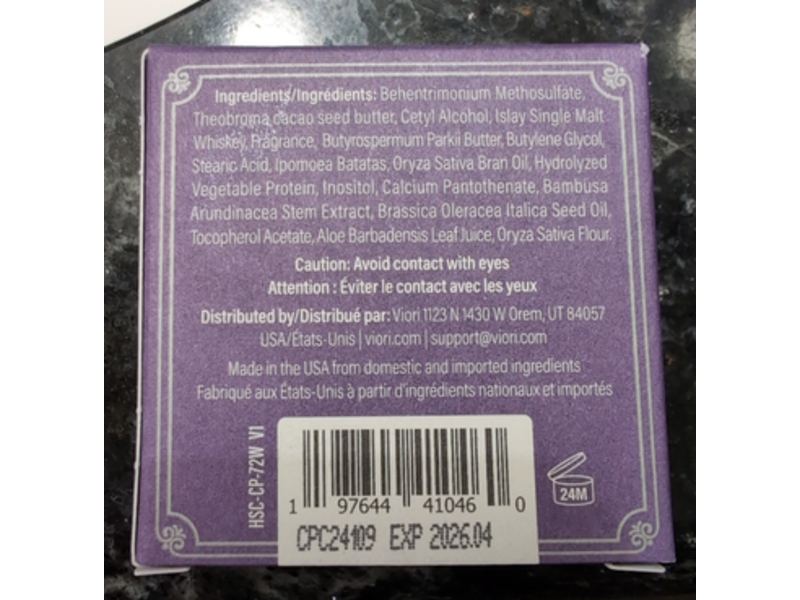 Ingredients/Ingrédients: Behentrimonium Methosulfate,
Theobroma cacao seed butter, Cetyl Alcohol, Islay Single Malt
Whiskey, Fragrance, Butyrospermum Parkii Butter, Butylene Glycol,
Stearic Acid, Ipomoea Batatas, Oryza Sativa Bran Oil, Hydrolyzed
Vegetable Protein, Inositol, Calcium Pantothenate, Bambusa
Arundinacea Stem Extract, Brassica Oleracea Italica Seed Oil,
Tocopherol Acetate, Aloe Barbadensis Leaf Juice, Oryza Sativa Flour.
Caution: Avoid contact with eyes
Attention : Éviter le contact avec les yeux
Distributed by/Distribué par: Viori 1123 N 1430 W Orem, UT 84057
USA/États-Unis | viori.com | support@viori.com
Made in the USA from domestic and imported ingredients
Fabriqué aux États-Unis à partir d'ingrédients nationaux et importés
HSC-CP-72W V1
1 97644 41046 0
CPC24109 EXP 2026.04
24M